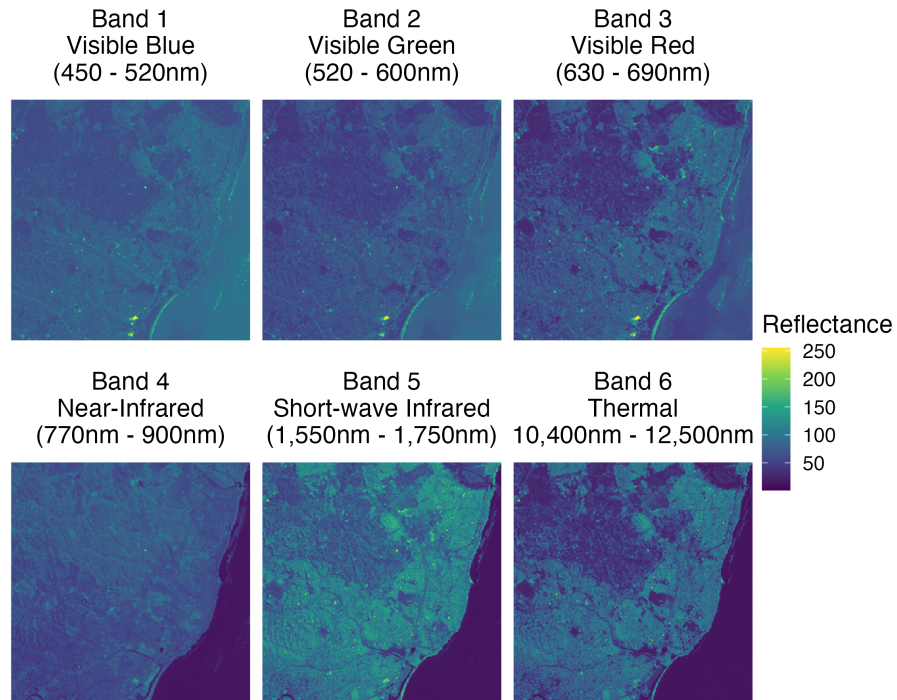 Band 1
Visible Blue
(450 - 520nm)
Band 2
Visible Green
(520 - 600nm)
Band 3
Visible Red
(630 - 690nm)
Band 4
Near-Infrared
(770nm - 900nm)
Band 5
Short-wave Infrared
(1,550nm - 1,750nm)
Band 6
Thermal
10,400nm - 12,500nm
Reflectance
250
200
150
100
50